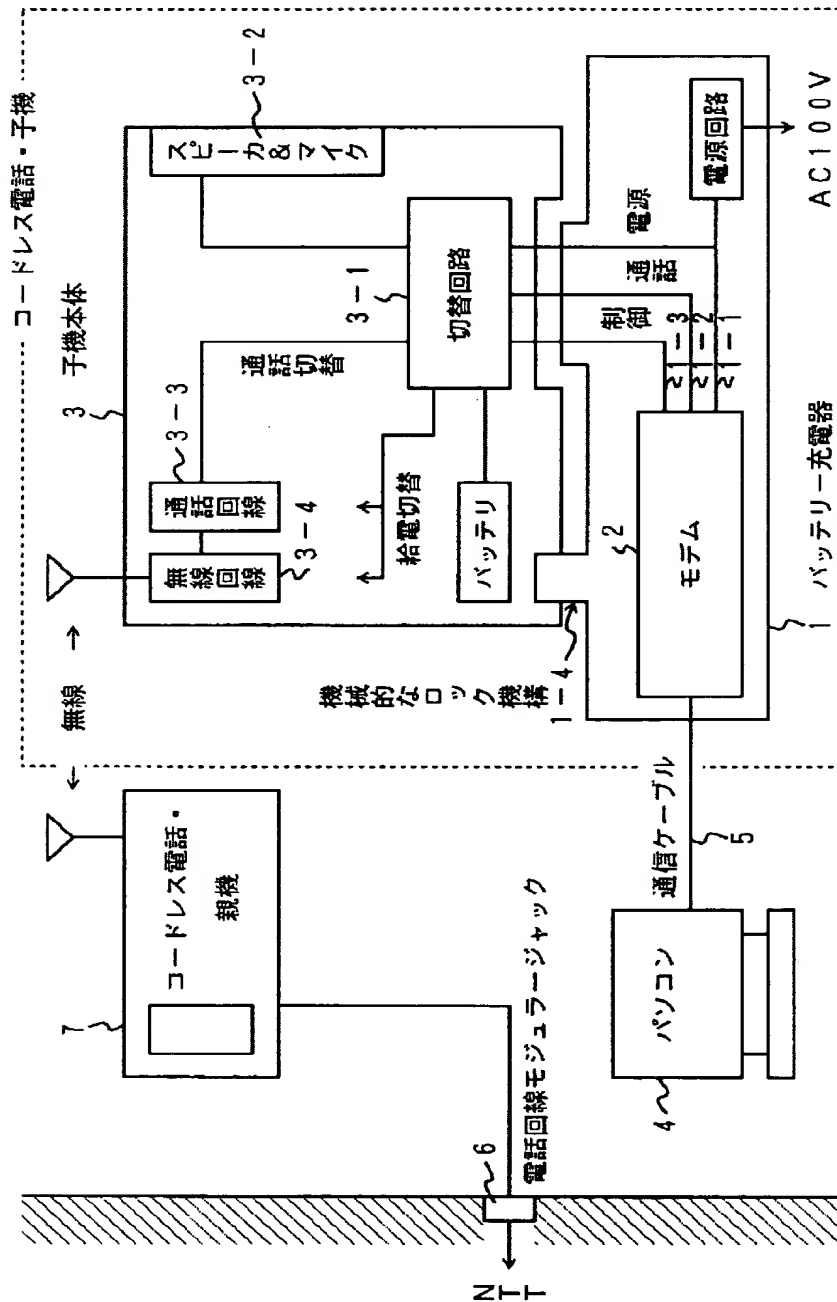 コードレス電話・子機
3 子機本体
スピーカ&マイク
3-2
切替回路
3-1
通話切替
通話回線
3-3
無線回線
3-4
給電切替
バッテリ
機械的なロック機構
1-4
電源
通話
制御
21-3
21-2
21-1
電源回路
AC100V
モデム
2
1
バッテリー充電器
無線
コードレス電話・
親機
7
通信ケーブル
5
パソコン
4
電話回線モジュラージャック
6
NTT